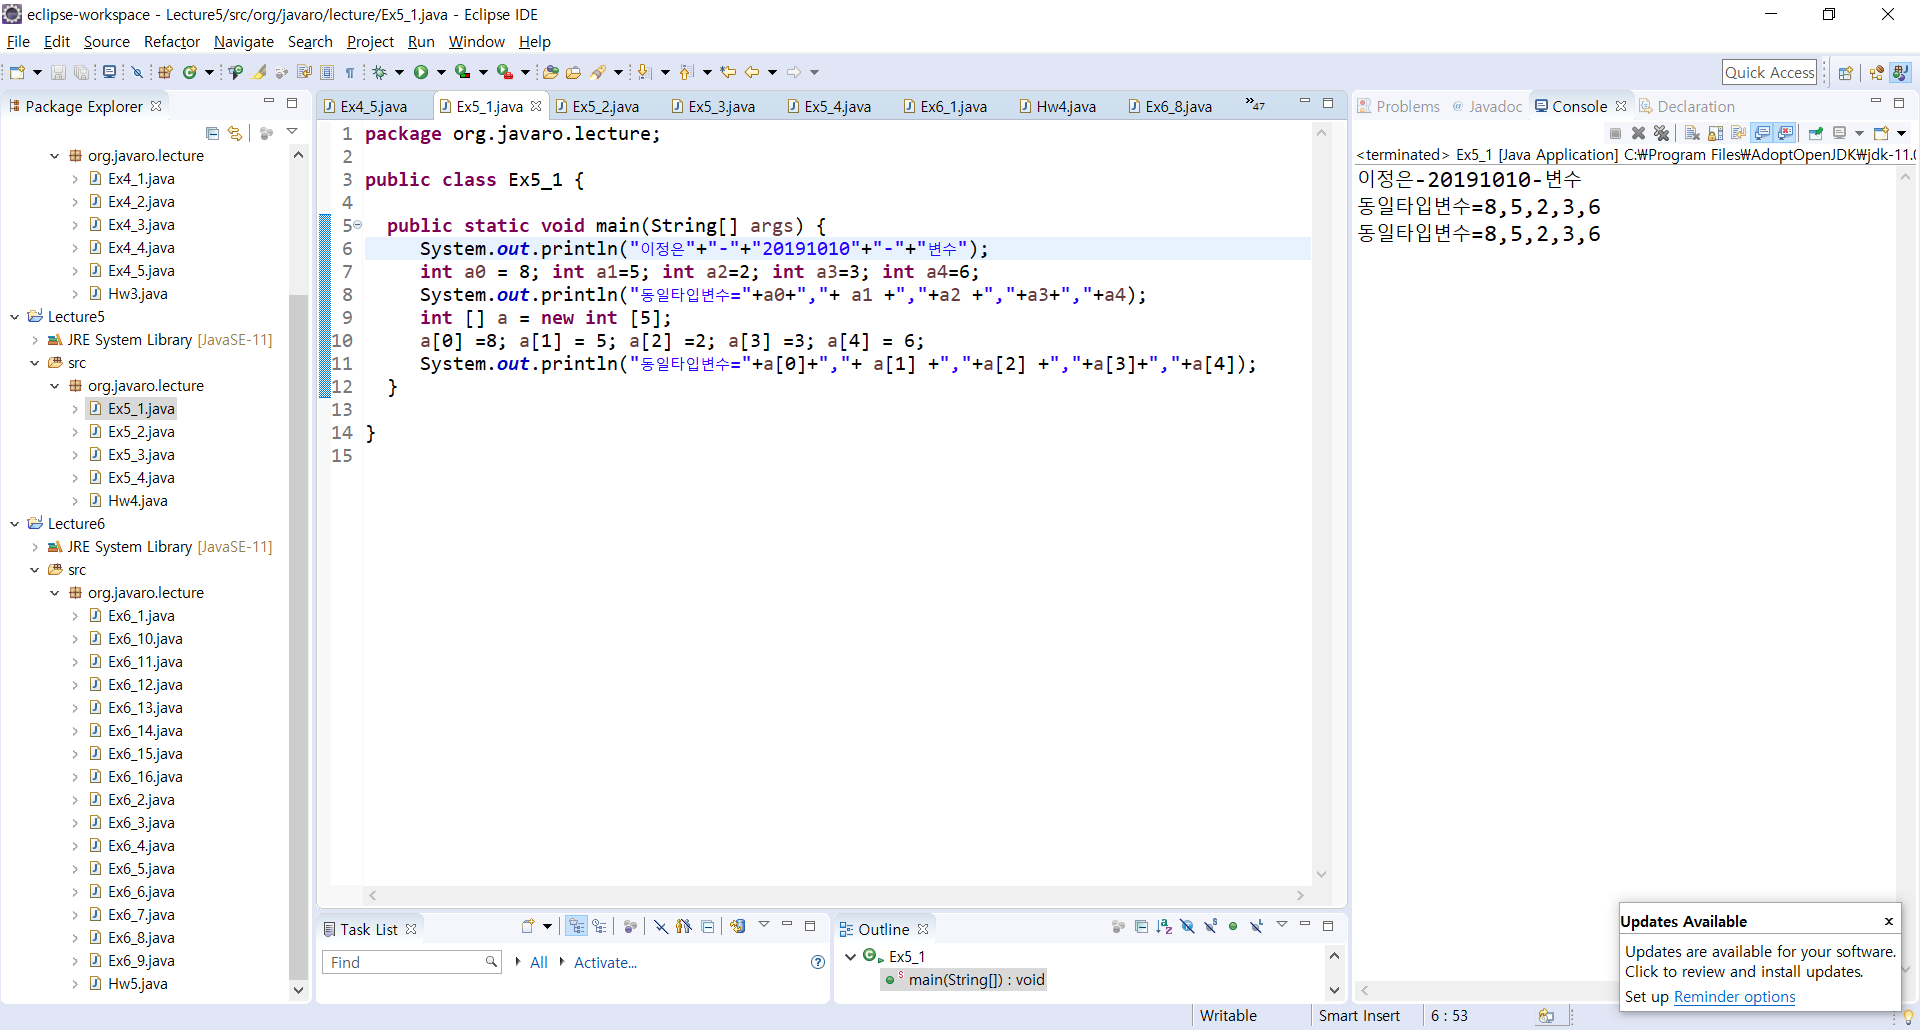 eclipse-workspace - Lecture5/src/org/javaro/lecture/Ex5_1.java - Eclipse IDE
File Edit Source Refactor Navigate Search Project Run Window Help
Quick Access
Package Explorer
org.javaro.lecture
Ex4_1.java
Ex4_2.java
Ex4_3.java
Ex4_4.java
Ex4_5.java
Hw3.java
Lecture5
JRE System Library [JavaSE-11]
src
org.javaro.lecture
Ex5_1.java
Ex5_2.java
Ex5_3.java
Ex5_4.java
Hw4.java
Lecture6
JRE System Library [JavaSE-11]
src
org.javaro.lecture
Ex6_1.java
Ex6_10.java
Ex6_11.java
Ex6_12.java
Ex6_13.java
Ex6_14.java
Ex6_15.java
Ex6_16.java
Ex6_2.java
Ex6_3.java
Ex6_4.java
Ex6_5.java
Ex6_6.java
Ex6_7.java
Ex6_8.java
Ex6_9.java
Hw5.java
Ex4_5.java Ex5_1.java Ex5_2.java Ex5_3.java Ex5_4.java Ex6_1.java Hw4.java Ex6_8.java »47
1 package org.javaro.lecture;
2
3 public class Ex5_1 {
4
5 public static void main(String[] args) {
6 System.out.println("이정은"+"-"+"20191010"+"-"+"변수");
7 int a0 = 8; int a1=5; int a2=2; int a3=3; int a4=6;
8 System.out.println("동일타입변수="+a0+","+ a1 +","+a2 +","+a3+","+a4);
9 int [] a = new int [5];
10 a[0] =8; a[1] = 5; a[2] =2; a[3] =3; a[4] = 6;
11 System.out.println("동일타입변수="+a[0]+","+ a[1] +","+a[2] +","+a[3]+","+a[4]);
12 }
13
14 }
15
Task List
Find All Activate...
Outline
Ex5_1
main(String[]) : void
Problems @ Javadoc Console Declaration
<terminated> Ex5_1 [Java Application] C:₩Program Files₩AdoptOpenJDK₩jdk-11.0
이정은-20191010-변수
동일타입변수=8,5,2,3,6
동일타입변수=8,5,2,3,6
Updates Available
Updates are available for your software.
Click to review and install updates.
Set up Reminder options
Writable Smart Insert 6 : 53